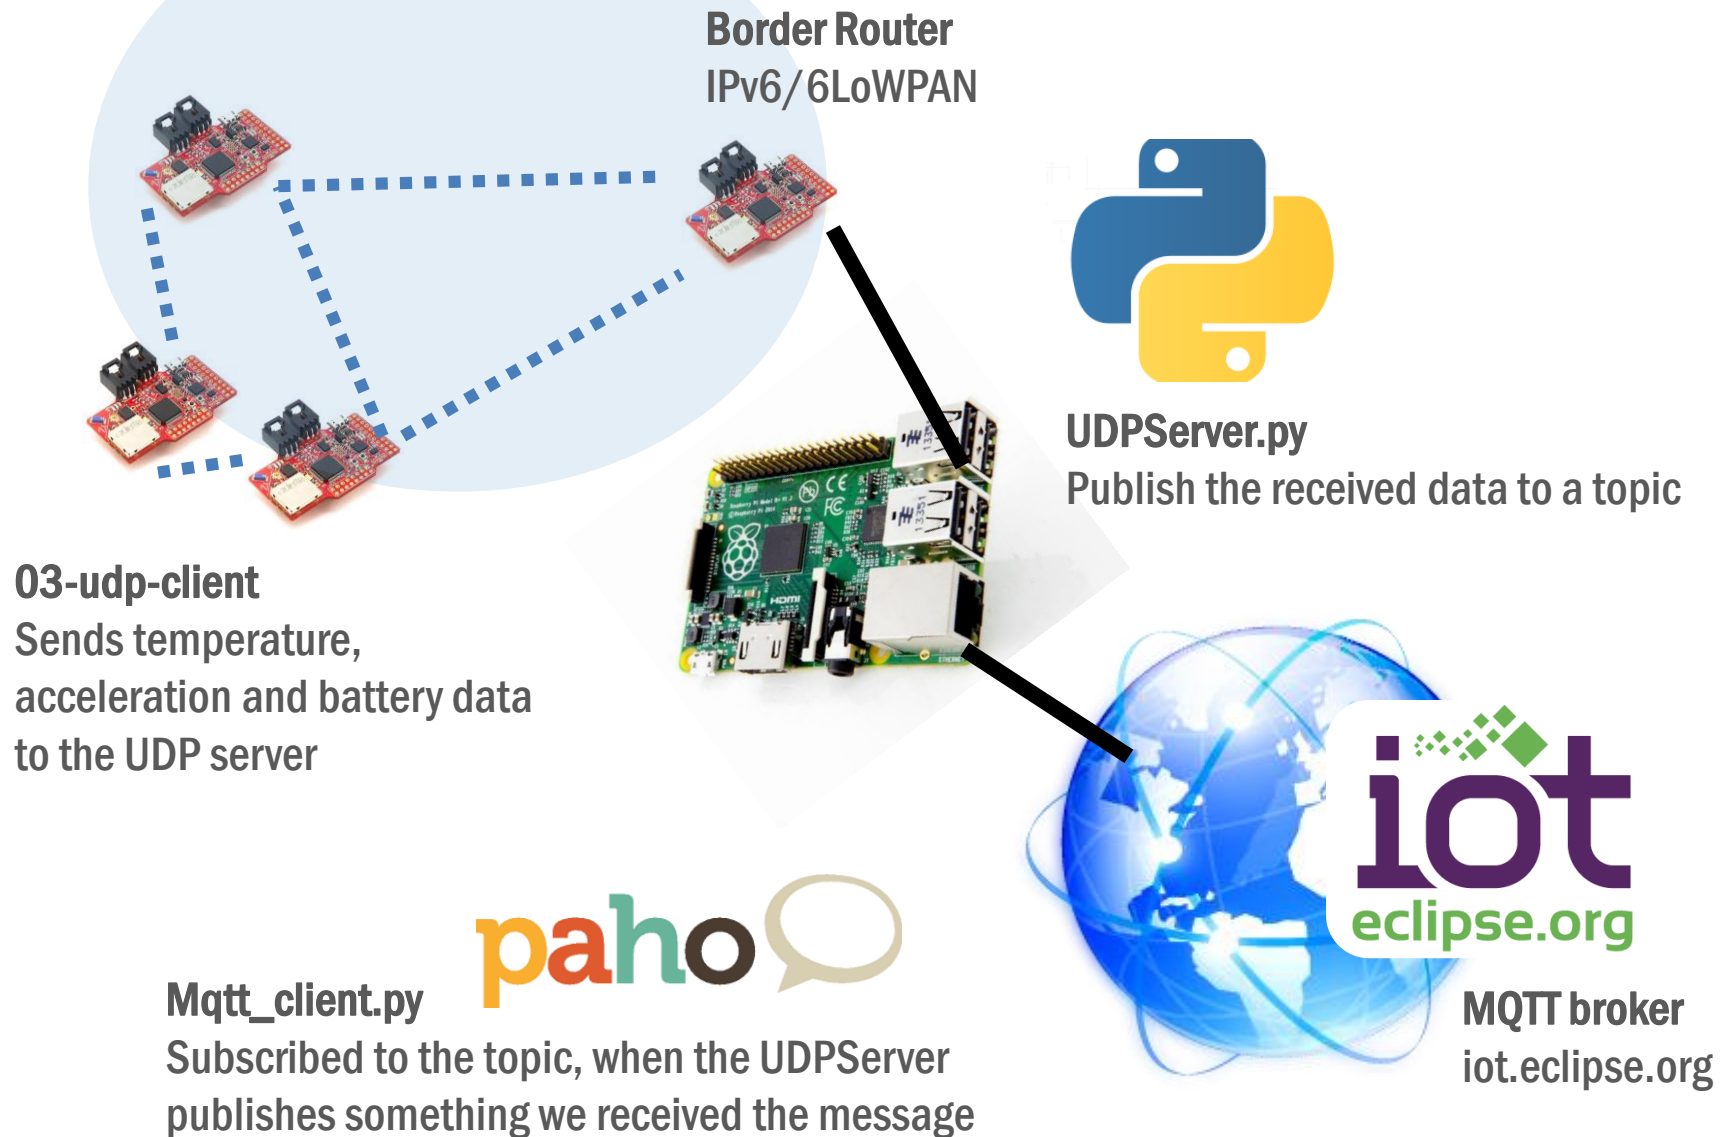 Border Router
IPv6/6LoWPAN
UDPServer.py
Publish the received data to a topic
03-udp-client
Sends temperature,
acceleration and battery data
to the UDP server
HDMI
iot
eclipse.org
paho
Mqtt_client.py
Subscribed to the topic, when the UDPServer
publishes something we received the message
MQTT broker
iot.eclipse.org